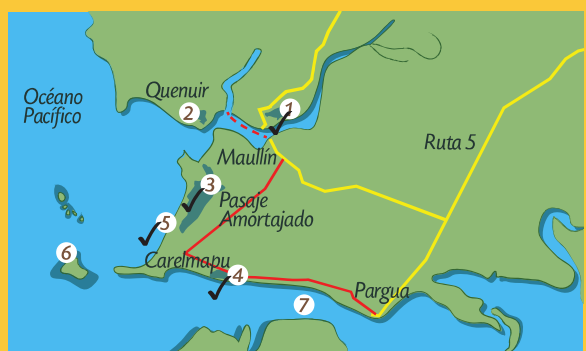 Océano
Pacífico
Quenuir
1
2
Ruta 5
Maullín
3
Pasaje
Amortajado
5
6
Carelmapu
4
Pargua
7